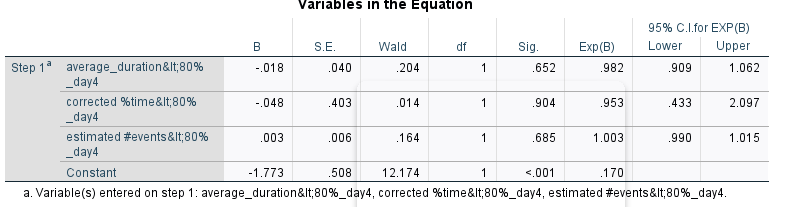 Variables in the Equation
95% C.I.for EXP(B)
B S.E. Wald df Sig. Exp(B) Lower Upper
Step 1a average_duration&lt;80%_day4 -.018 .040 .204 1 .652 .982 .909 1.062
corrected %time&lt;80%_day4 -.048 .403 .014 1 .904 .953 .433 2.097
estimated #events&lt;80%_day4 .003 .006 .164 1 .685 1.003 .990 1.015
Constant -1.773 .508 12.174 1 <.001 .170
a. Variable(s) entered on step 1: average_duration&lt;80%_day4, corrected %time&lt;80%_day4, estimated #events&lt;80%_day4.